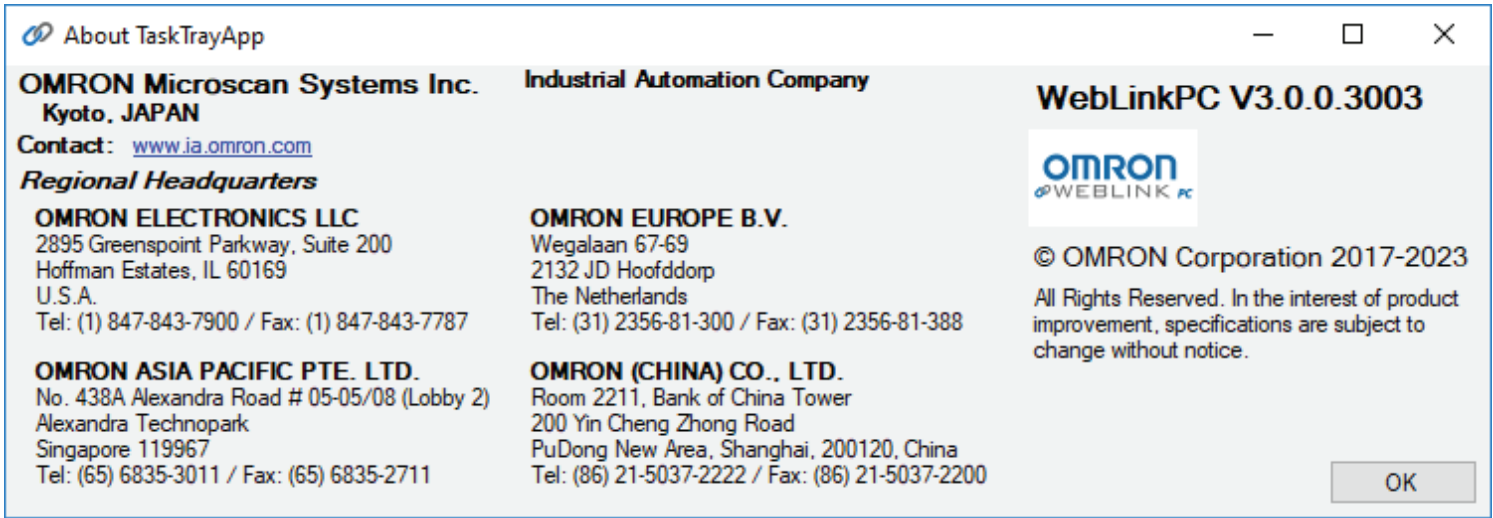 About TaskTrayApp
OMRON Microscan Systems Inc.
Kyoto, JAPAN
Industrial Automation Company
Contact: www.ia.omron.com
Regional Headquarters
OMRON ELECTRONICS LLC
2895 Greenspoint Parkway, Suite 200
Hoffman Estates, IL 60169
U.S.A.
Tel: (1) 847-843-7900 / Fax: (1) 847-843-7787
OMRON EUROPE B.V.
Wegalaan 67-69
2132 JD Hoofddorp
The Netherlands
Tel: (31) 2356-81-300 / Fax: (31) 2356-81-388
OMRON ASIA PACIFIC PTE. LTD.
No. 438A Alexandra Road # 05-05/08 (Lobby 2)
Alexandra Technopark
Singapore 119967
Tel: (65) 6835-3011 / Fax: (65) 6835-2711
OMRON (CHINA) CO., LTD.
Room 2211, Bank of China Tower
200 Yin Cheng Zhong Road
PuDong New Area, Shanghai, 200120, China
Tel: (86) 21-5037-2222 / Fax: (86) 21-5037-2200
WebLinkPC V3.0.0.3003
OMRON
WEBLINK PC
© OMRON Corporation 2017-2023
All Rights Reserved. In the interest of product
improvement, specifications are subject to
change without notice.
OK